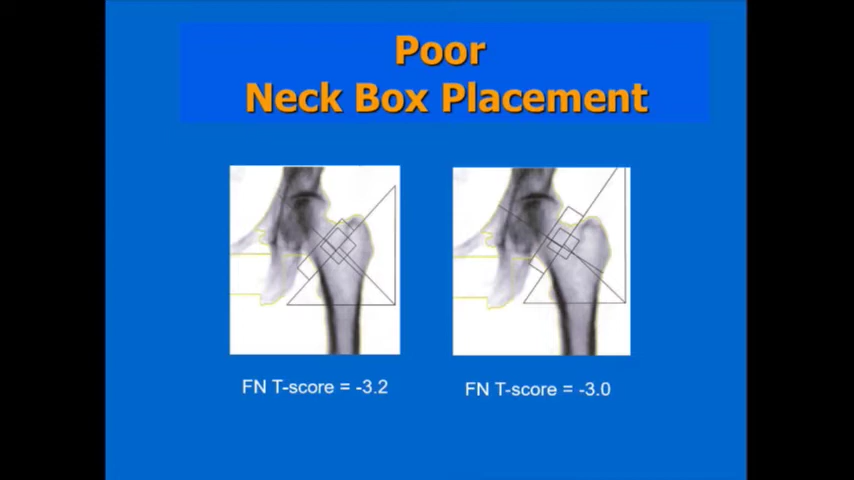 Poor
Neck Box Placement
FN T-score = -3.2
FN T-score = -3.0